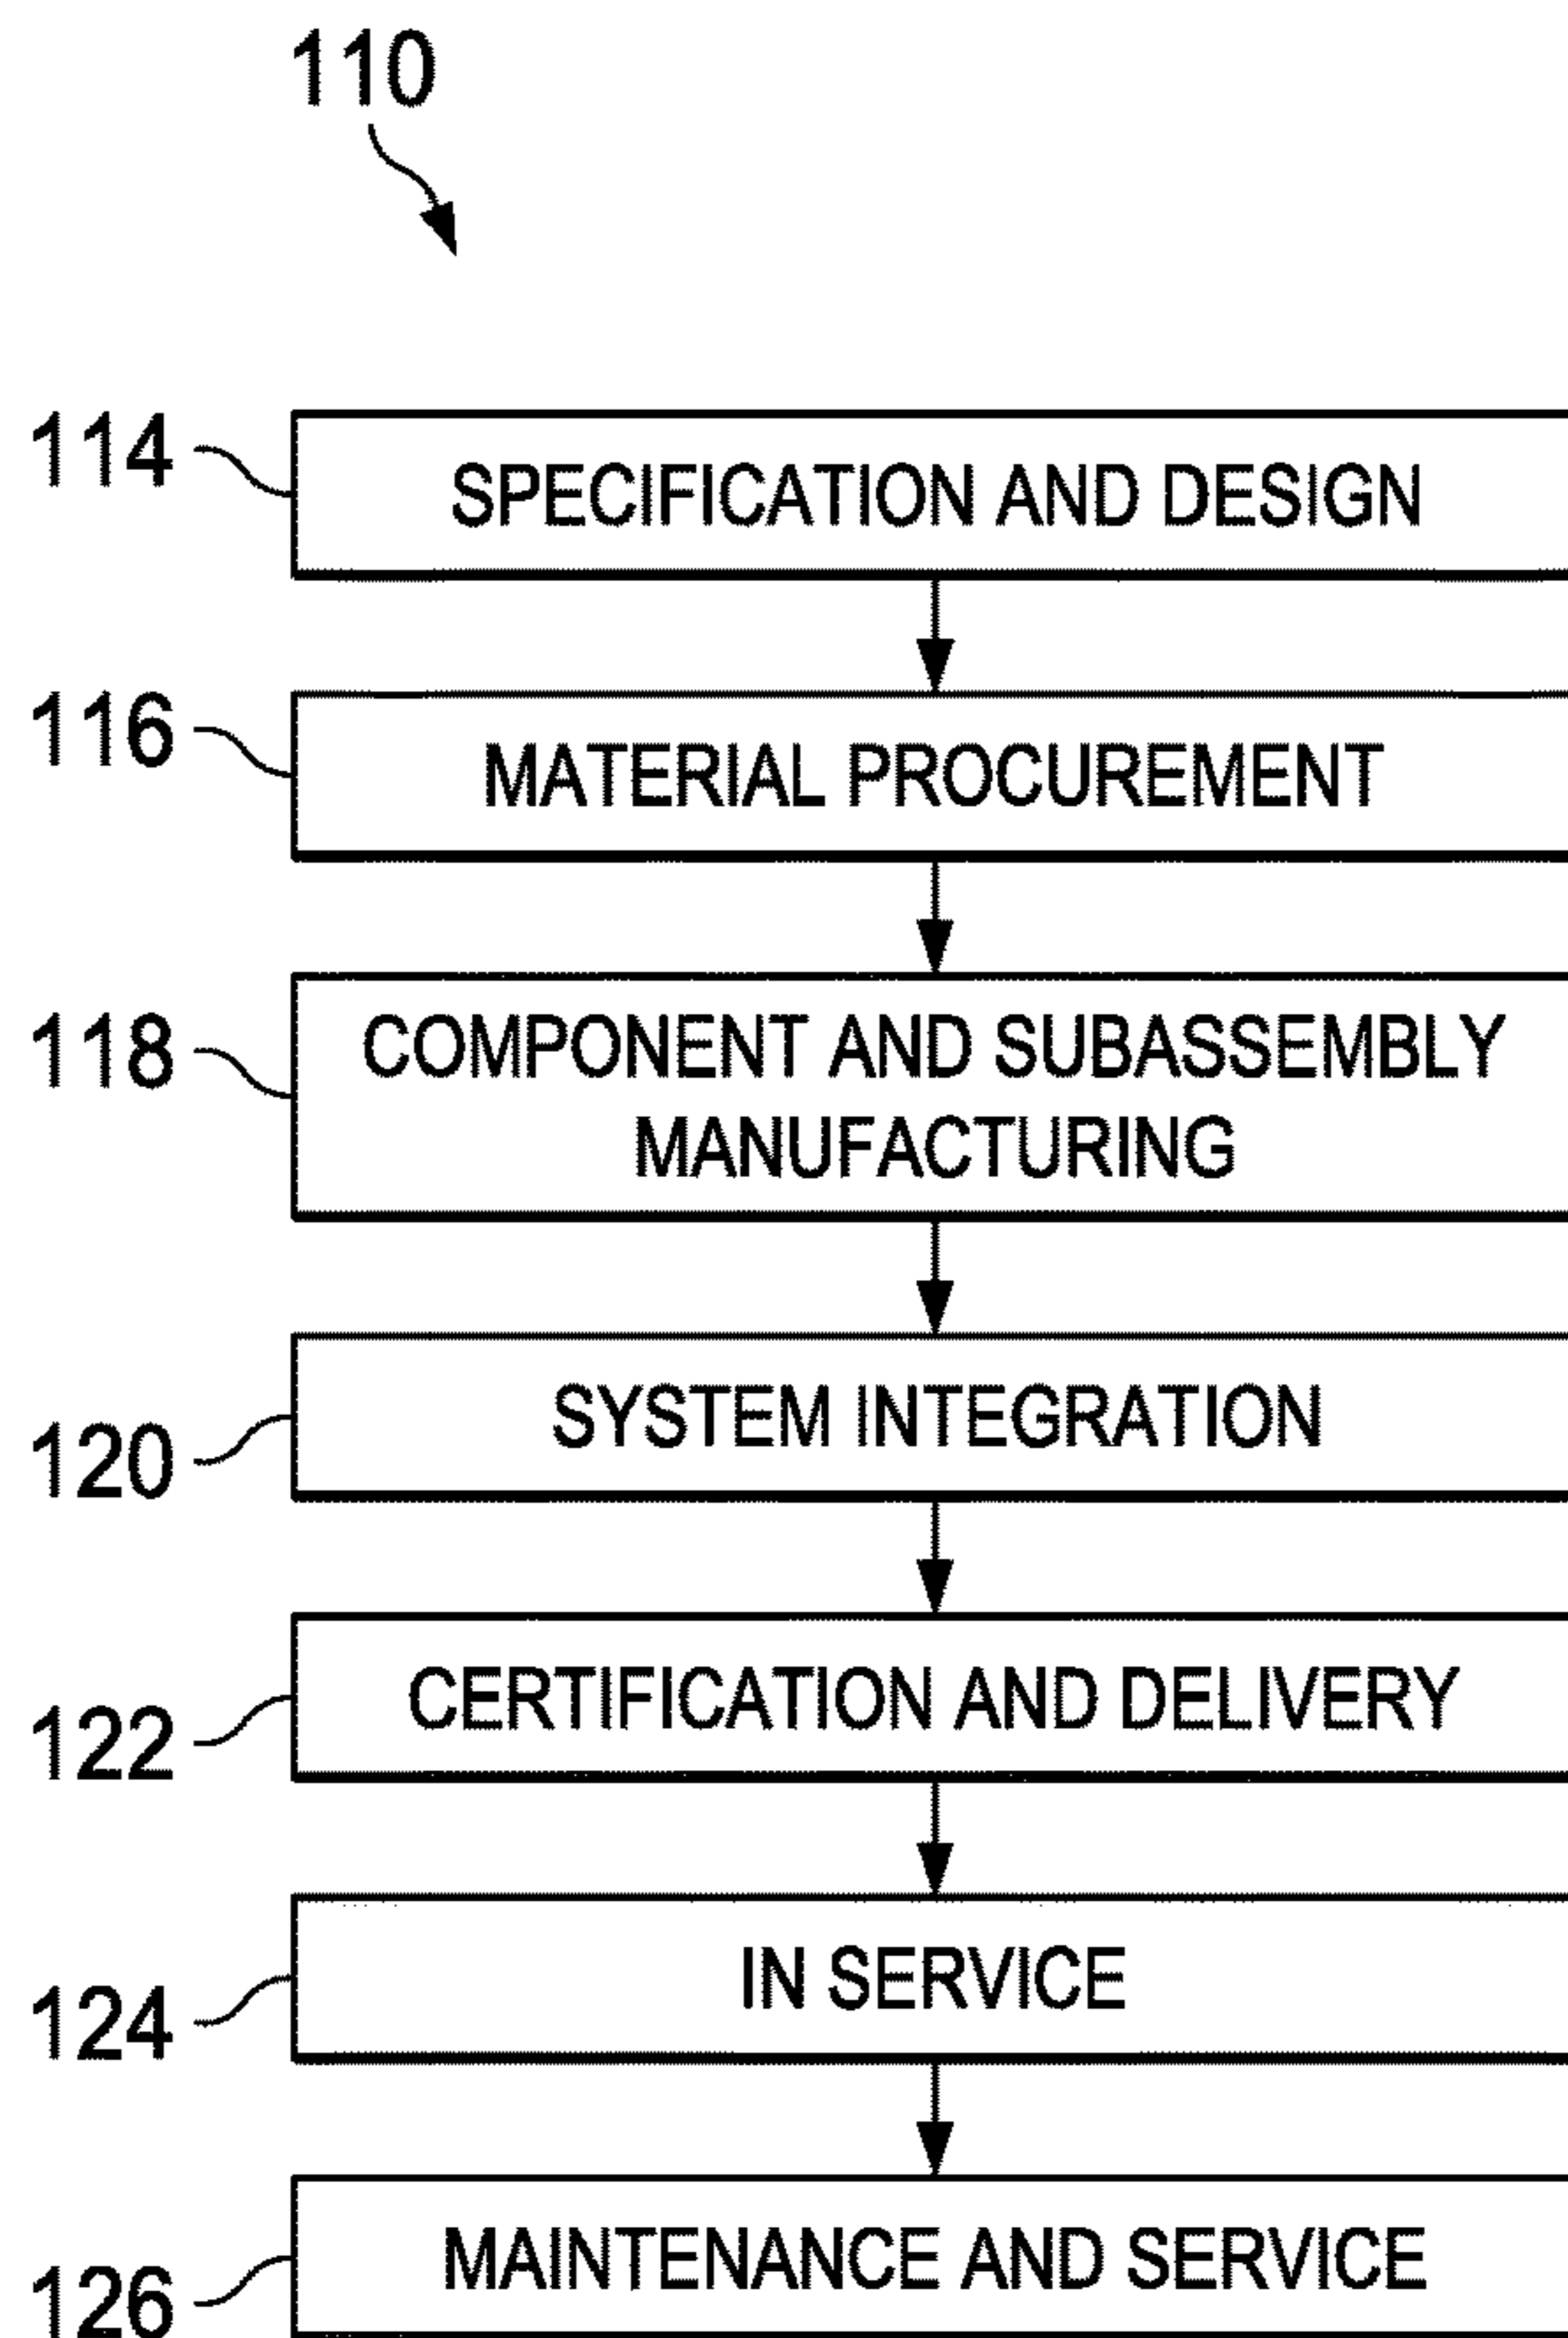 110
114
SPECIFICATION AND DESIGN
116
MATERIAL PROCUREMENT
118
COMPONENT AND SUBASSEMBLY
MANUFACTURING
120
SYSTEM INTEGRATION
122
CERTIFICATION AND DELIVERY
124
IN SERVICE
126
MAINTENANCE AND SERVICE